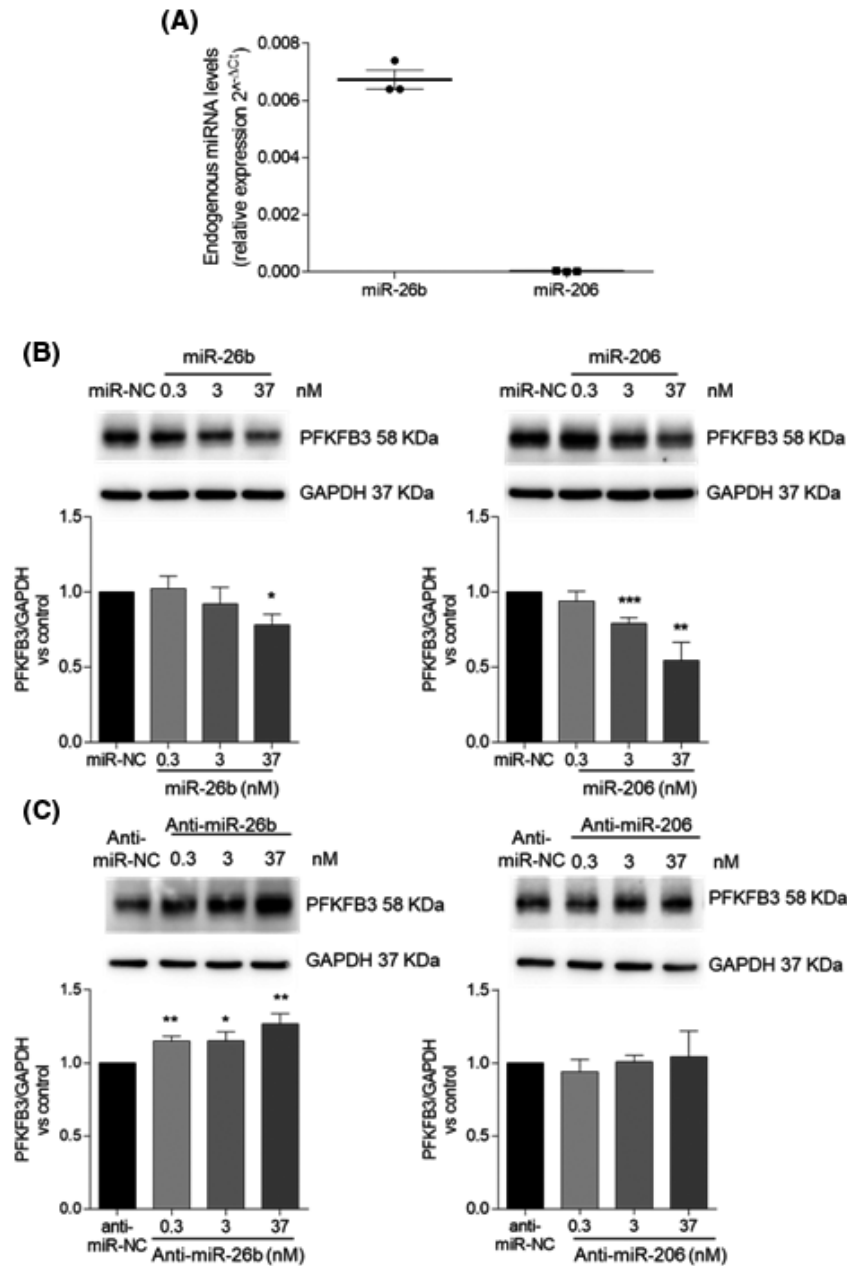 (A)
Endogenous miRNA levels
(relative expression 2^-ΔCt)
0.008
0.006
0.004
0.002
0.000
miR-26b miR-206
(B)
miR-26b
miR-NC 0.3 3 37 nM
PFKFB3 58 KDa
GAPDH 37 KDa
PFKFB3/GAPDH
vs control
1.5
1.0
0.5
0.0
*
miR-NC 0.3 3 37
miR-26b (nM)
miR-206
miR-NC 0.3 3 37 nM
PFKFB3 58 KDa
GAPDH 37 KDa
PFKFB3/GAPDH
vs control
1.5
1.0
0.5
0.0
*** **
miR-NC 0.3 3 37
miR-206 (nM)
(C)
Anti-miR-26b
Anti-
miR-NC 0.3 3 37 nM
PFKFB3 58 KDa
GAPDH 37 KDa
PFKFB3/GAPDH
vs control
1.5
1.0
0.5
0.0
** * **
anti-
miR-NC
0.3 3 37
Anti-miR-26b (nM)
Anti-miR-206
Anti-
miR-NC 0.3 3 37 nM
PFKFB3 58 KDa
GAPDH 37 KDa
PFKFB3/GAPDH
vs control
1.5
1.0
0.5
0.0
anti-
miR-NC
0.3 3 37
Anti-miR-206 (nM)